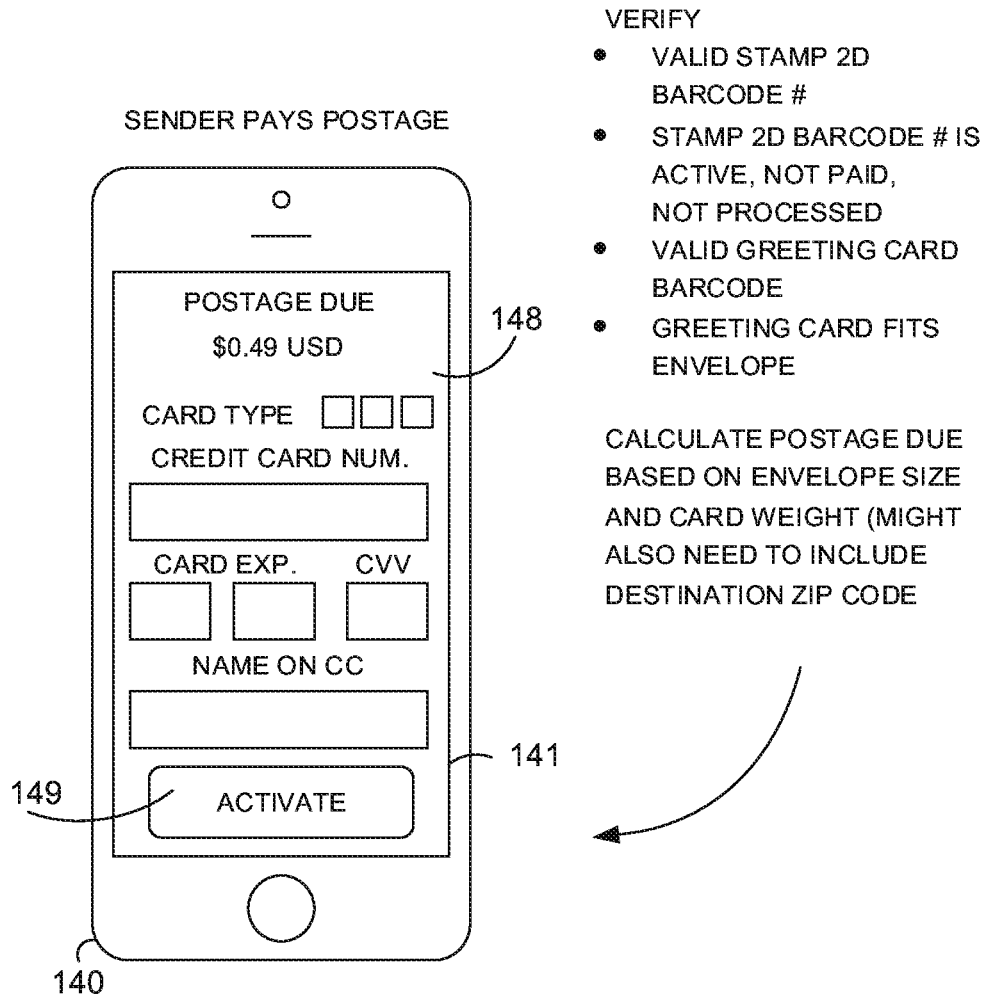 SENDER PAYS POSTAGE
POSTAGE DUE
$0.49 USD
148
CARD TYPE
CREDIT CARD NUM.
CARD EXP. CVV
NAME ON CC
141
149
ACTIVATE
140
VERIFY
• VALID STAMP 2D
BARCODE #
• STAMP 2D BARCODE # IS
ACTIVE, NOT PAID,
NOT PROCESSED
• VALID GREETING CARD
BARCODE
• GREETING CARD FITS
ENVELOPE
CALCULATE POSTAGE DUE
BASED ON ENVELOPE SIZE
AND CARD WEIGHT (MIGHT
ALSO NEED TO INCLUDE
DESTINATION ZIP CODE